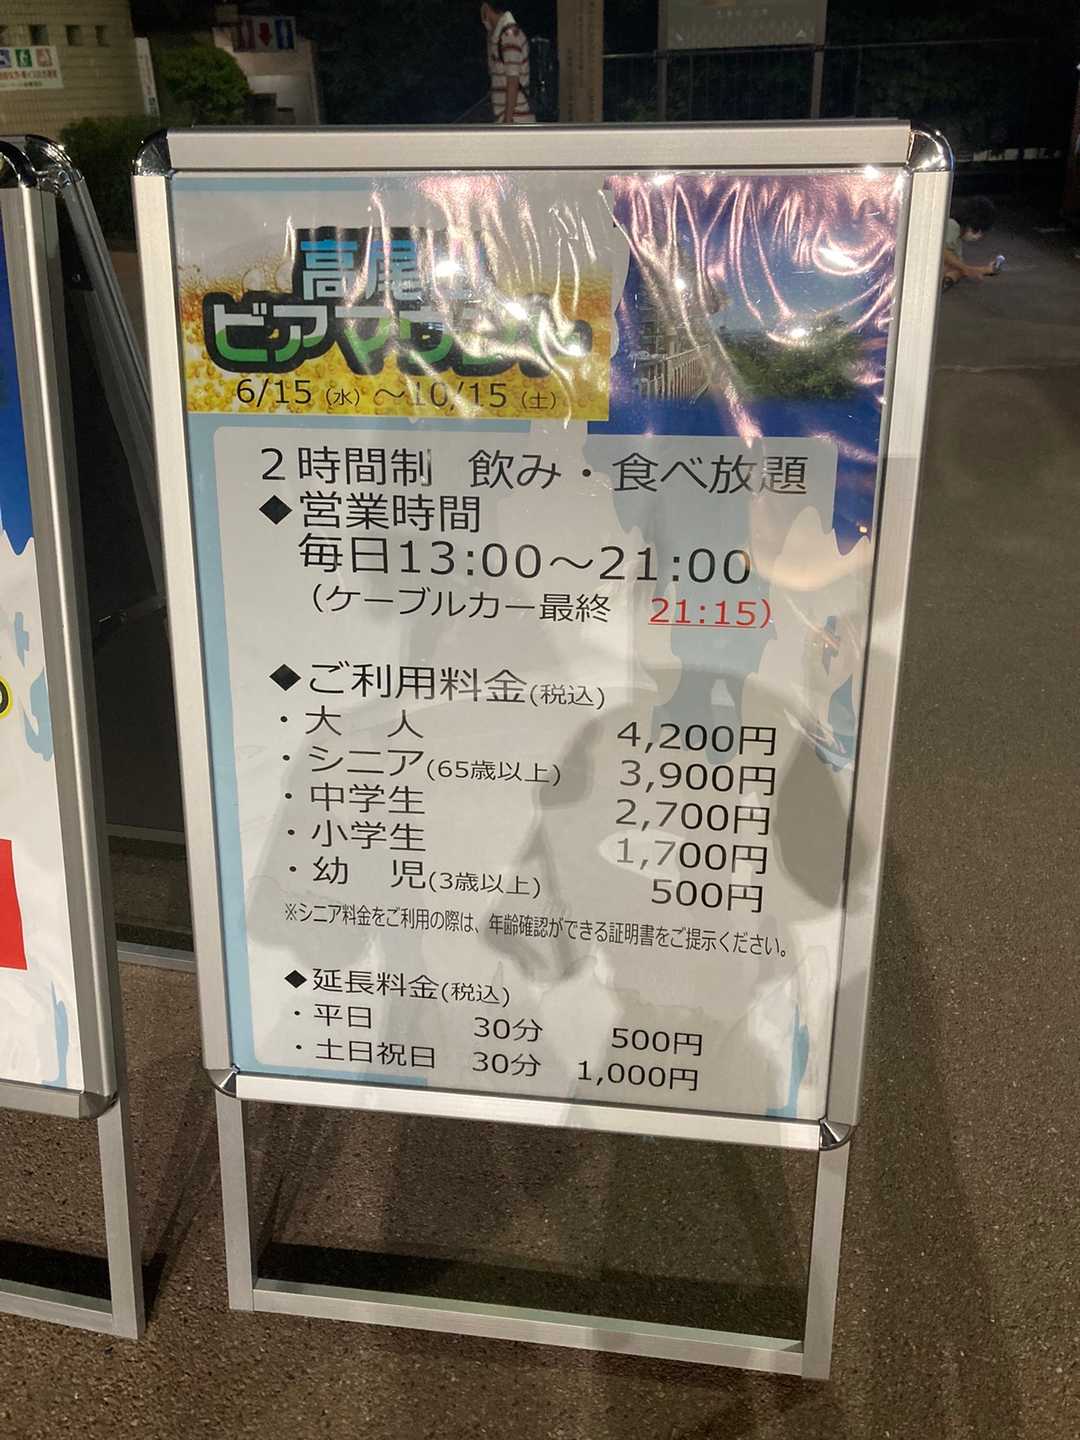 高尾山
ビアマウント
6/15（水）～10/15（土）
2時間制 飲み・食べ放題
◆営業時間
毎日13:00～21:00
（ケーブルカー最終 21:15）
◆ご利用料金(税込)
・大 人 4,200円
・シニア(65歳以上) 3,900円
・中学生 2,700円
・小学生 1,700円
・幼 児(3歳以上) 500円
※シニア料金をご利用の際は、年齢確認ができる証明書をご提示ください。
◆延長料金(税込)
・平日 30分 500円
・土日祝日 30分 1,000円